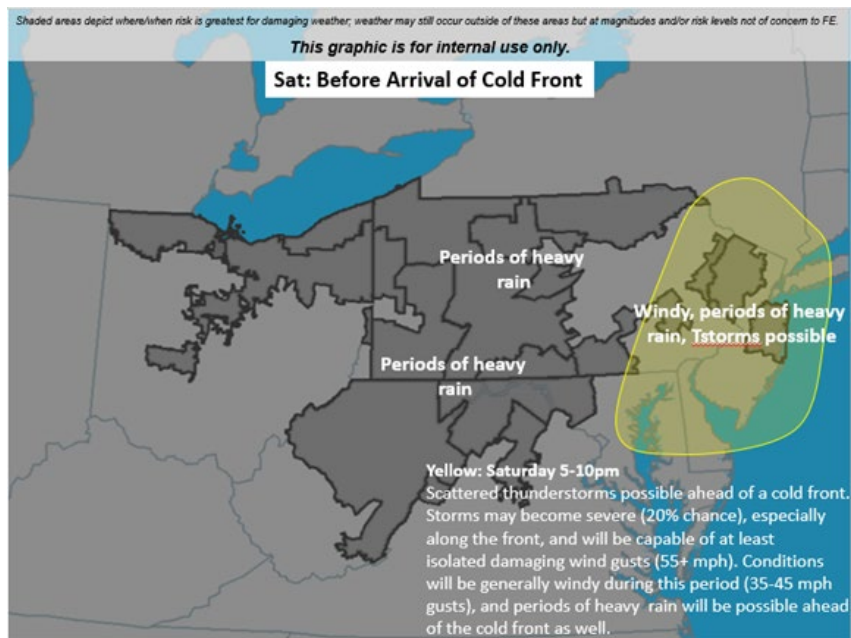 Shaded areas depict where/when risk is greatest for damaging weather; weather may still occur outside of these areas but at magnitudes and/or risk levels not of concern to FE.
This graphic is for internal use only.
Sat: Before Arrival of Cold Front
Periods of heavy
rain
Windy, periods of heavy
rain, Tstorms possible
Periods of heavy
rain
Yellow: Saturday 5-10pm
Scattered thunderstorms possible ahead of a cold front.
Storms may become severe (20% chance), especially
along the front, and will be capable of at least
isolated damaging wind gusts (55+ mph). Conditions
will be generally windy during this period (35-45 mph
gusts), and periods of heavy rain will be possible ahead
of the cold front as well.